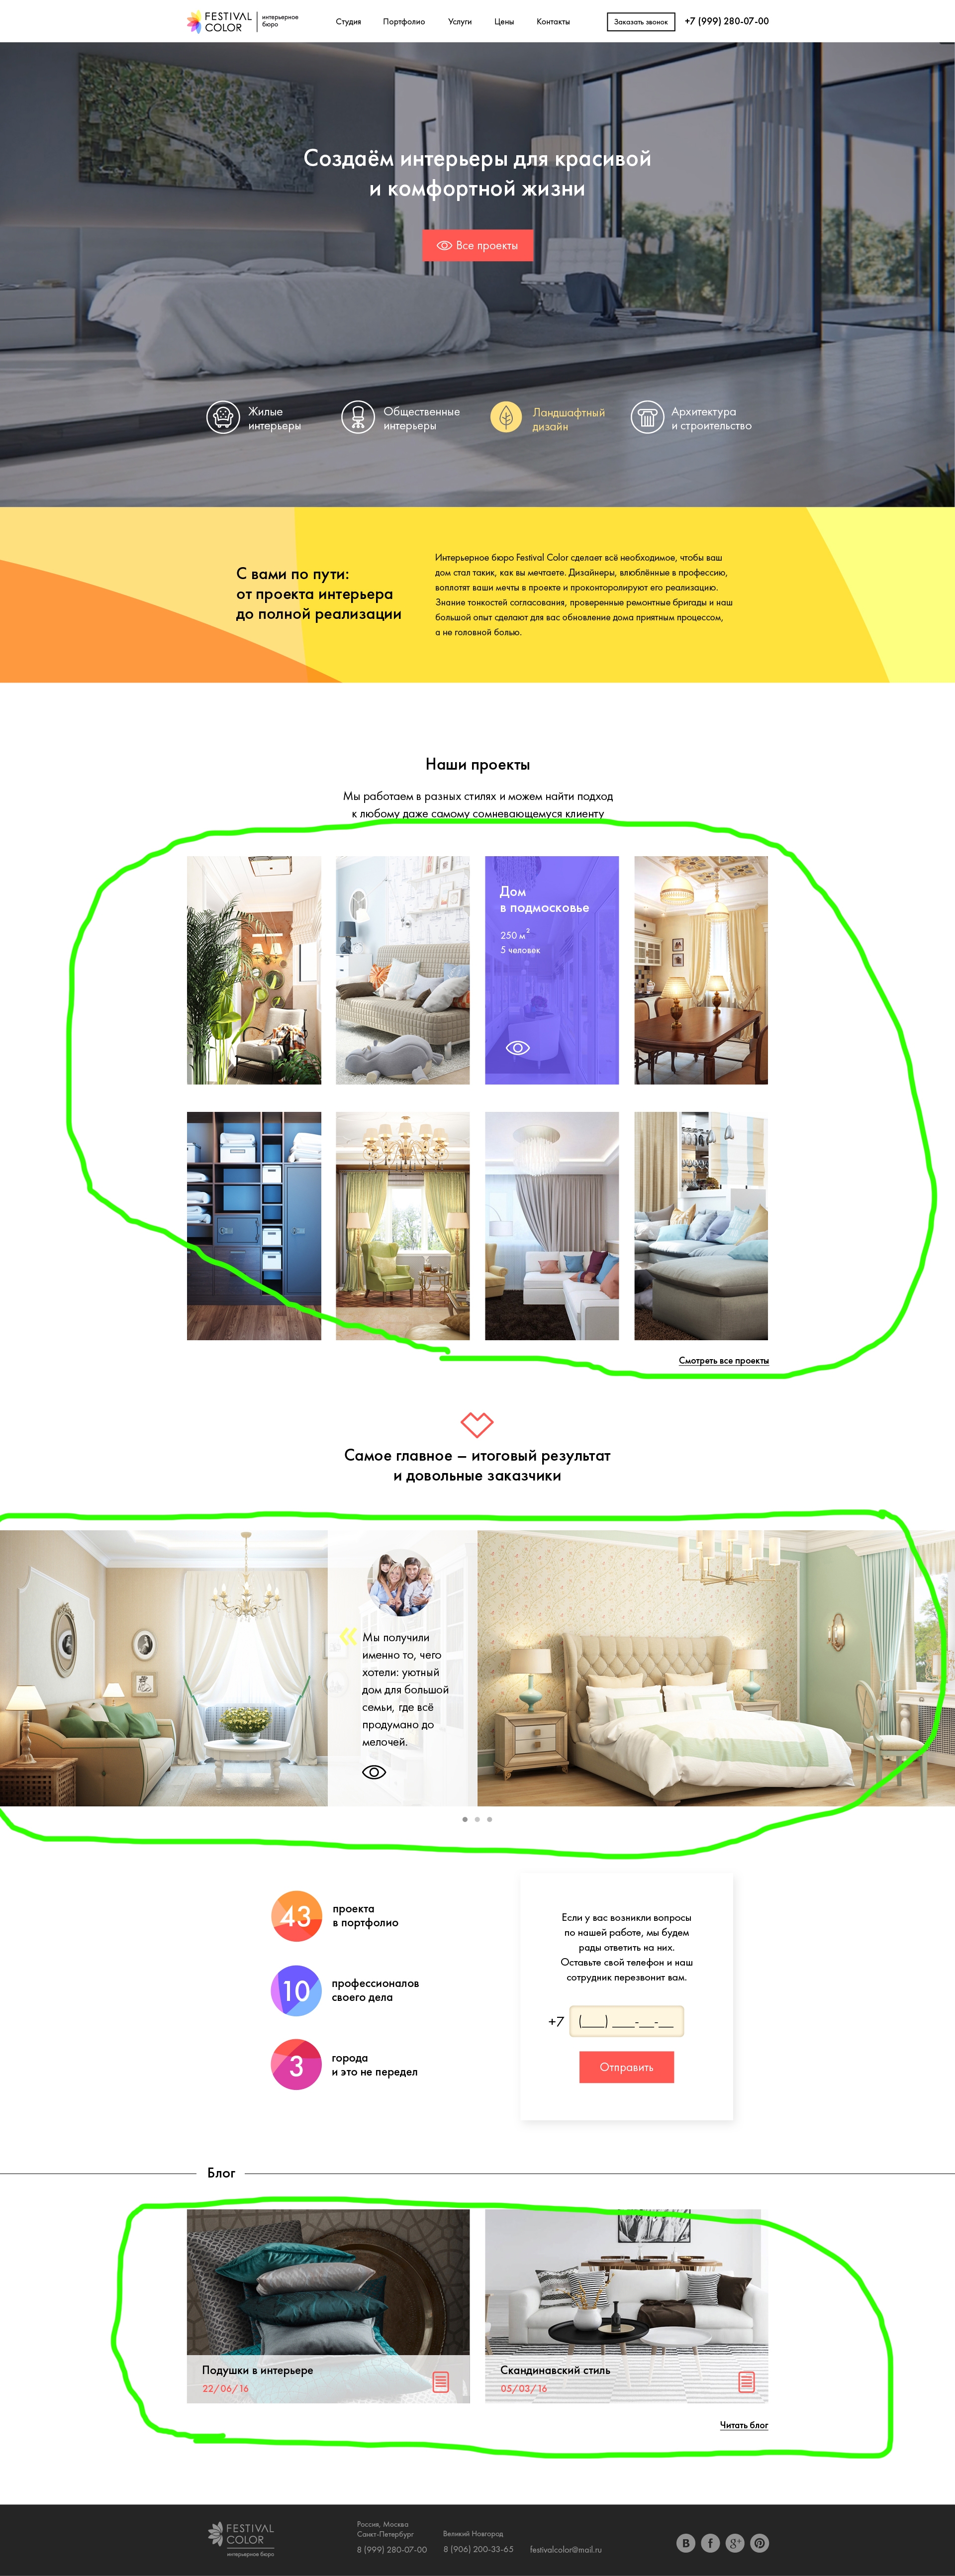 FESTIVAL
COLOR
интерьерное
бюро
Студия
Портфолио
Услуги
Цены
Контакты
Заказать звонок
+7 (999) 280-07-00
Создаём интерьеры для красивой
и комфортной жизни
Все проекты
Жилые
интерьеры
Общественные
интерьеры
Ландшафтный
дизайн
Архитектура
и строительство
С вами по пути:
от проекта интерьера
до полной реализации
Интерьерное бюро Festival Color сделает всё необходимое, чтобы ваш
дом стал такик, как вы мечтаете. Дизайнеры, влюблённые в профессию,
воплотят ваши мечты в проекте и проконторолируют его реализацию.
Знание тонкостей согласования, проверенные ремонтные бригады и наш
большой опыт сделают для вас обновление дома приятным процессом,
а не головной болью.
Наши проекты
Мы работаем в разных стилях и можем найти подход
к любому даже самому сомневающемуся клиенту
Дом
в подмосковье
250 м²
5 человек
Смотреть все проекты
Самое главное – итоговый результат
и довольные заказчики
«
Мы получили
именно то, чего
хотели: уютный
дом для большой
семьи, где всё
продумано до
мелочей.
43
проекта
в портфолио
10
профессионалов
своего дела
3
города
и это не передел
Если у вас возникли вопросы
по нашей работе, мы будем
рады ответить на них.
Оставьте свой телефон и наш
сотрудник перезвонит вам.
+7 (___) ___-__-__
Отправить
Блог
Подушки в интерьере
22/06/16
Скандинавский стиль
05/03/16
Читать блог
FESTIVAL
COLOR
интерьерное бюро
Россия, Москва
Санкт-Петербург
8 (999) 280-07-00
Великий Новгород
8 (906) 200-33-65
festivalcolor@mail.ru
B
f
g+